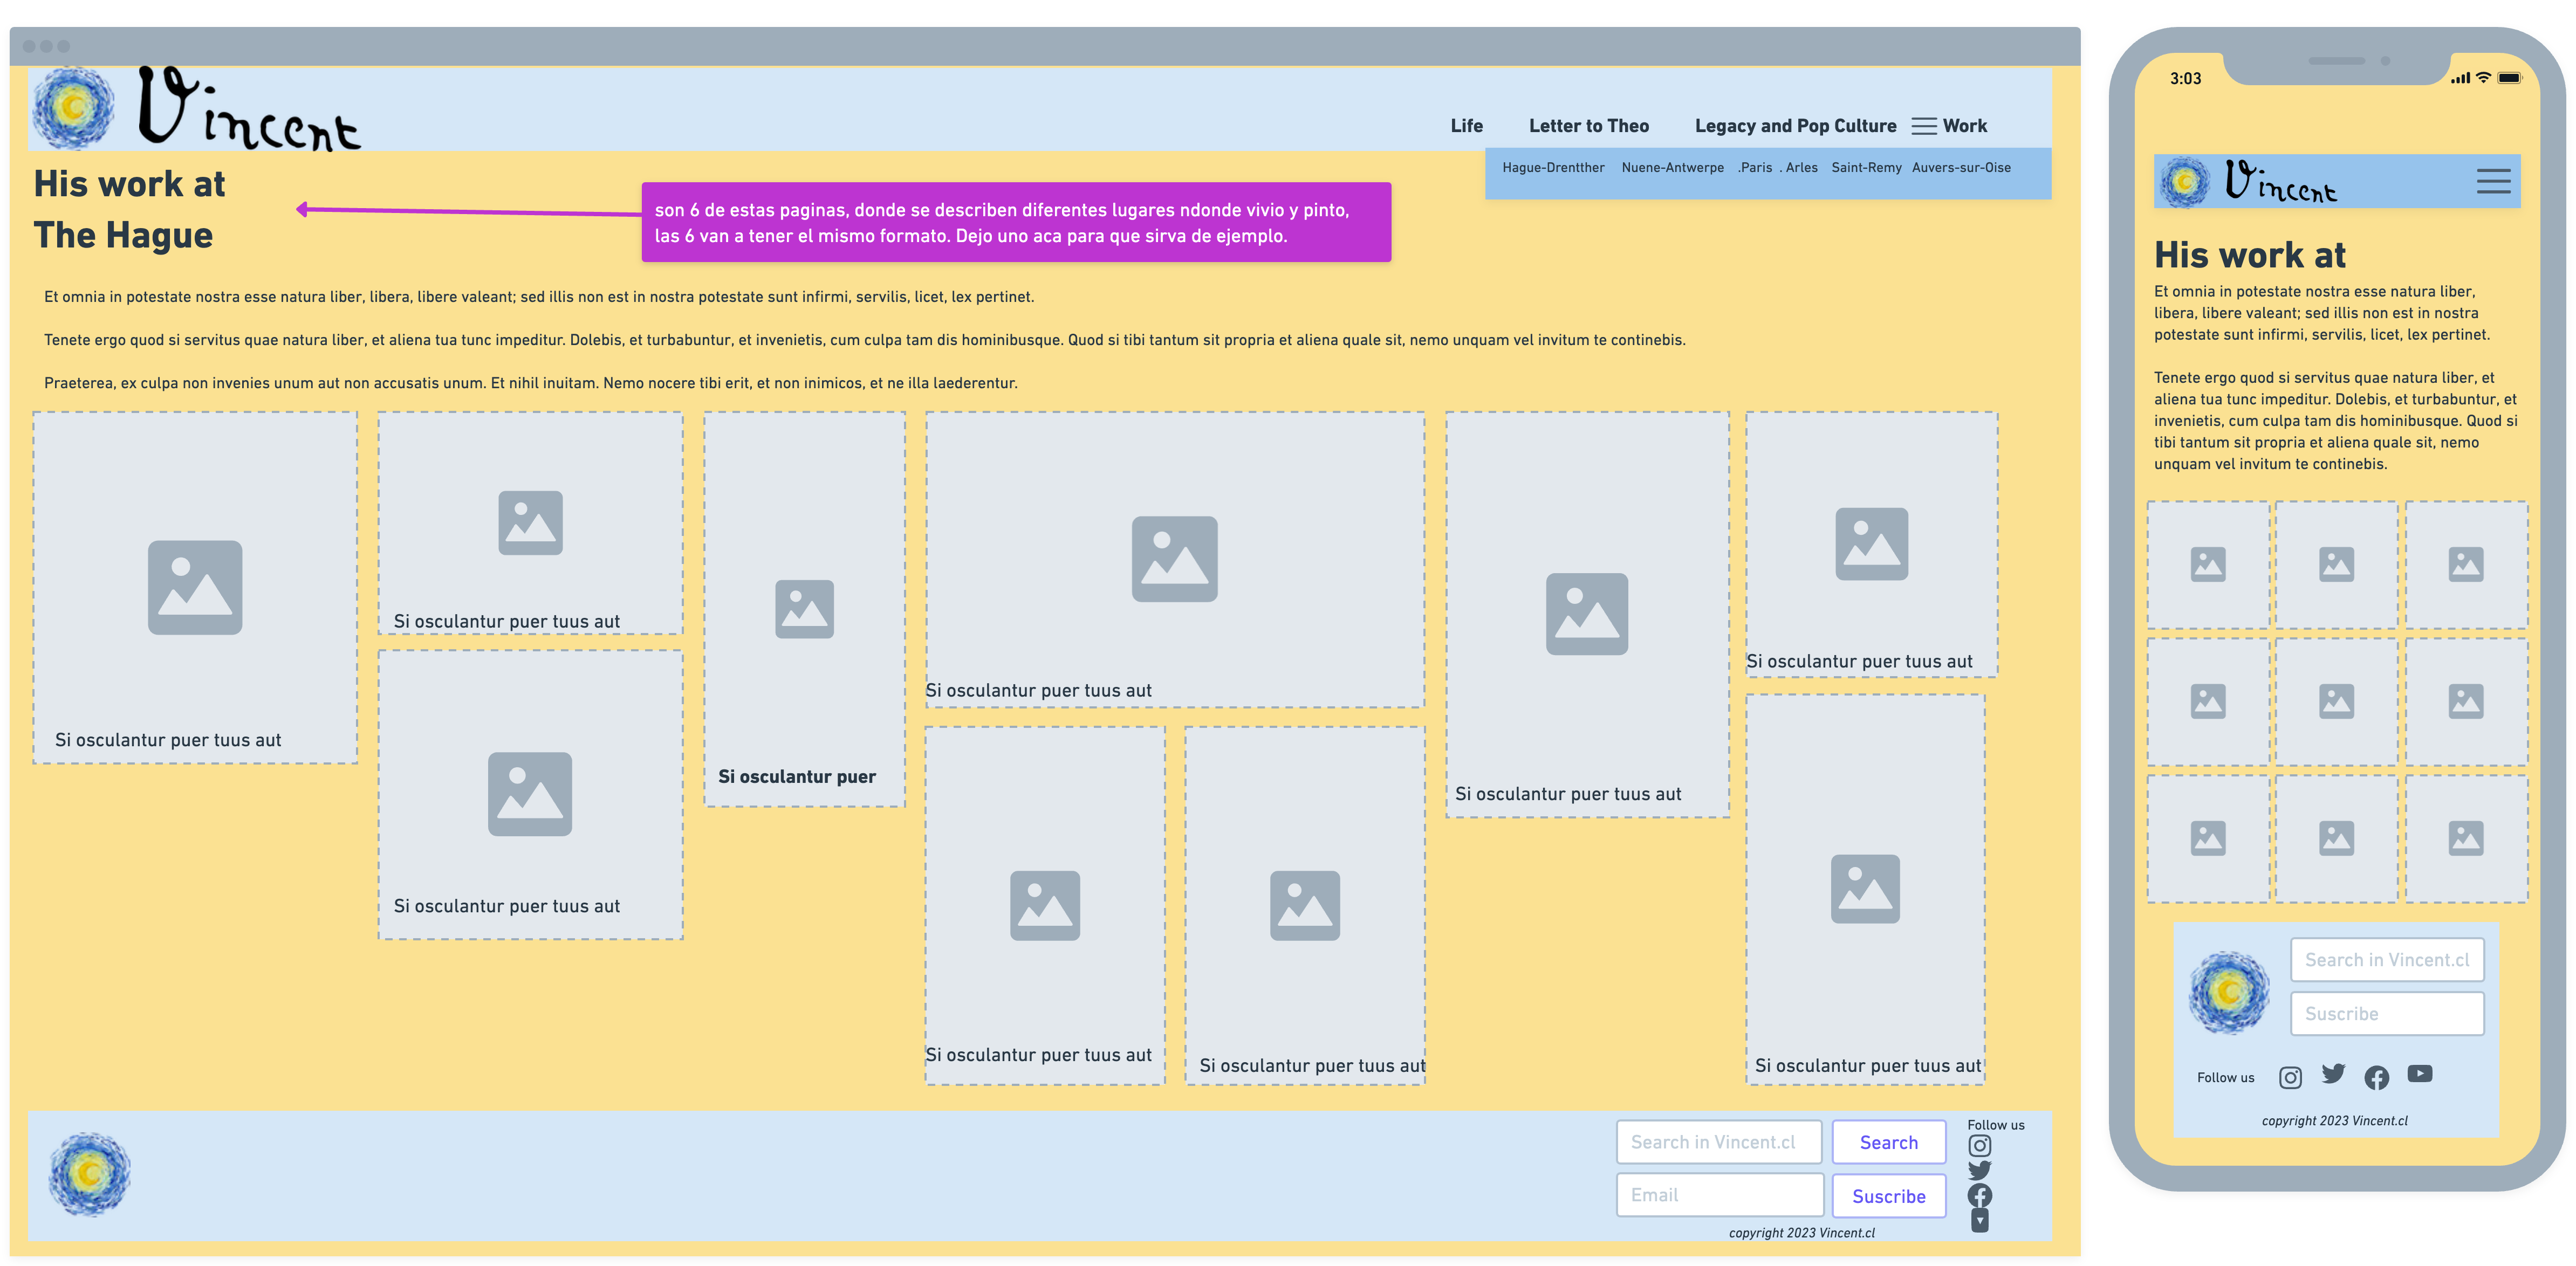 Vincent
Life
Letter to Theo
Legacy and Pop Culture
Work
Hague-Drentther
Nuene-Antwerpe
.Paris
. Arles
Saint-Remy
Auvers-sur-Oise
His work at
The Hague
son 6 de estas paginas, donde se describen diferentes lugares ndonde vivio y pinto,
las 6 van a tener el mismo formato. Dejo uno aca para que sirva de ejemplo.
Et omnia in potestate nostra esse natura liber, libera, libere valeant; sed illis non est in nostra potestate sunt infirmi, servilis, licet, lex pertinet.
Tenete ergo quod si servitus quae natura liber, et aliena tua tunc impeditur. Dolebis, et turbabuntur, et invenietis, cum culpa tam dis hominibusque. Quod si tibi tantum sit propria et aliena quale sit, nemo unquam vel invitum te continebis.
Praeterea, ex culpa non invenies unum aut non accusatis unum. Et nihil inuitam. Nemo nocere tibi erit, et non inimicos, et ne illa laederentur.
Si osculantur puer tuus aut
Si osculantur puer tuus aut
Si osculantur puer tuus aut
Si osculantur puer
Si osculantur puer tuus aut
Si osculantur puer tuus aut
Si osculantur puer tuus aut
Si osculantur puer tuus aut
Si osculantur puer tuus aut
Si osculantur puer tuus aut
Search in Vincent.cl
Search
Email
Suscribe
Follow us
copyright 2023 Vincent.cl
3:03
Vincent
His work at
Et omnia in potestate nostra esse natura liber,
libera, libere valeant; sed illis non est in nostra
potestate sunt infirmi, servilis, licet, lex pertinet.
Tenete ergo quod si servitus quae natura liber, et
aliena tua tunc impeditur. Dolebis, et turbabuntur, et
invenietis, cum culpa tam dis hominibusque. Quod si
tibi tantum sit propria et aliena quale sit, nemo
unquam vel invitum te continebis.
Search in Vincent.cl
Suscribe
Follow us
copyright 2023 Vincent.cl